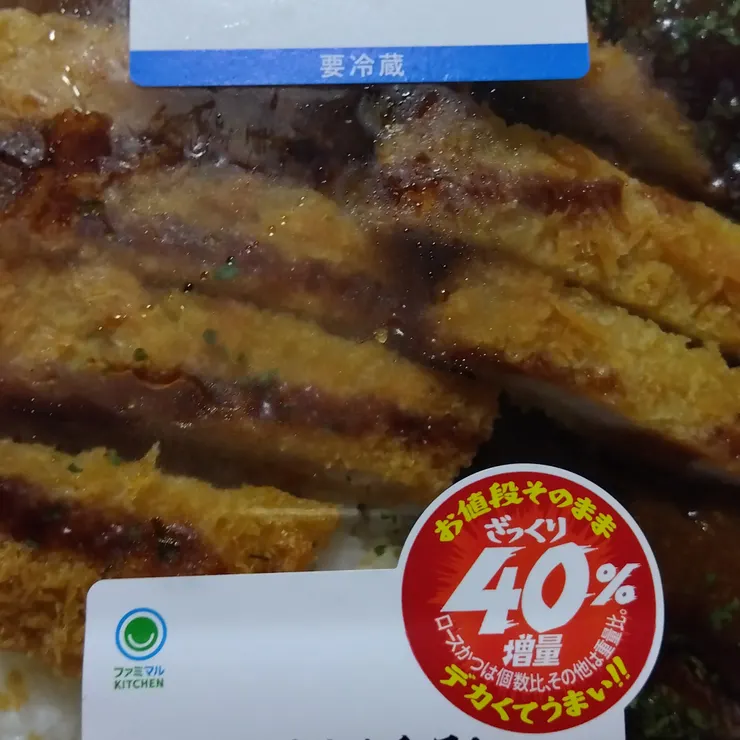 要冷蔵
お値段そのまま
ざっくり
40%
増量
ロースかつは個数比、その他は重量比。
デカくてうまい!!
ファミマル
KITCHEN